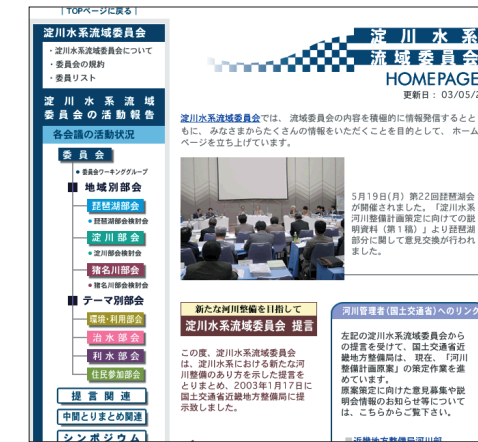 | TOPページに戻る |
淀川水系流域委員会
・淀川水系流域委員会について
・委員会の規約
・委員リスト
淀川水系流域
委員会の活動報告
各会議の活動状況
委員会
●委員会ワーキンググループ
■ 地域別部会
琵琶湖部会
●琵琶湖部会検討会
淀川部会
●淀川部会検討会
猪名川部会
●猪名川部会検討会
■ テーマ別部会
環境・利用部会
治水部会
利水部会
住民参加部会
提言関連
中間とりまとめ関連
シンポジウム
淀川水系
流域委員会
HOMEPAGE
更新日： 03/05/2
淀川水系流域委員会では、 流域委員会の内容を積極的に情報発信するとと
もに、 みなさまからたくさんの情報をいただくことを目的として、 ホーム
ページを立ち上げています。
5月19日(月) 第22回琵琶湖会
が開催されました。「淀川水系
河川整備計画策定に向けての説
明資料（第１稿）」より琵琶湖
部分に関して意見交換が行われ
ました。
新たな河川整備を目指して
淀川水系流域委員会 提言
この度、淀川水系流域委員会
は、淀川水系における新たな河
川整備のあり方を示した提言を
とりまとめ、2003年1月17日に
国土交通省近畿地方整備局に提
示致しました。
河川管理者(国土交通省)へのリンク
左記の淀川水系流域委員会から
の提言を受けて、国土交通省近
畿地方整備局は、 現在、「河川
整備計画原案」の策定作業を進
めています。
原案策定に向けた意見募集や説
明会情報のお知らせ等について
は、こちらからご覧下さい。
■近畿地方整備局河川部